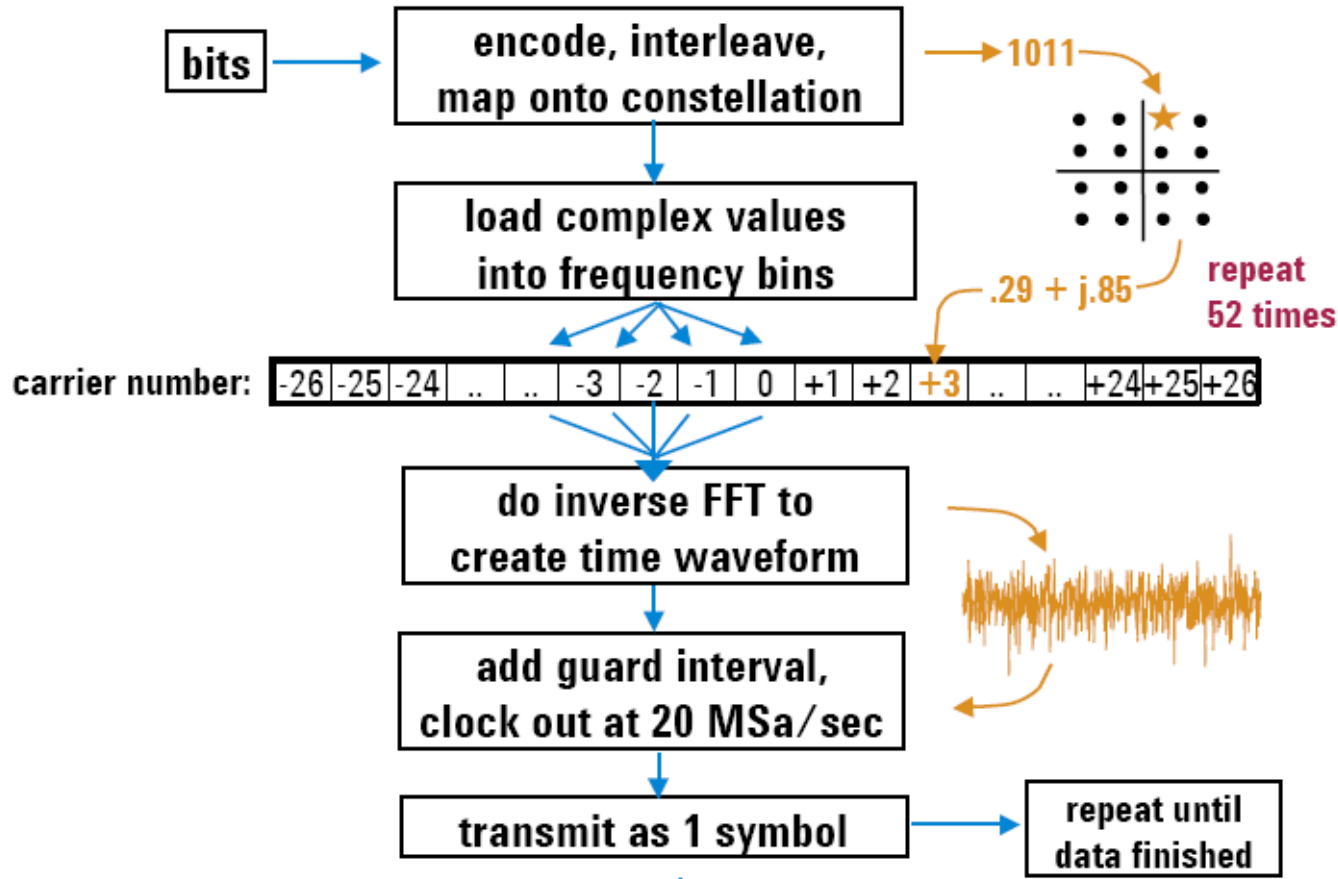 bits
encode, interleave,
map onto constellation
1011
load complex values
into frequency bins
.29 + j.85
repeat
52 times
carrier number: -26 -25 -24 .. .. -3 -2 -1 0 +1 +2 +3 .. .. +24 +25 +26
do inverse FFT to
create time waveform
add guard interval,
clock out at 20 MSa/sec
transmit as 1 symbol
repeat until
data finished